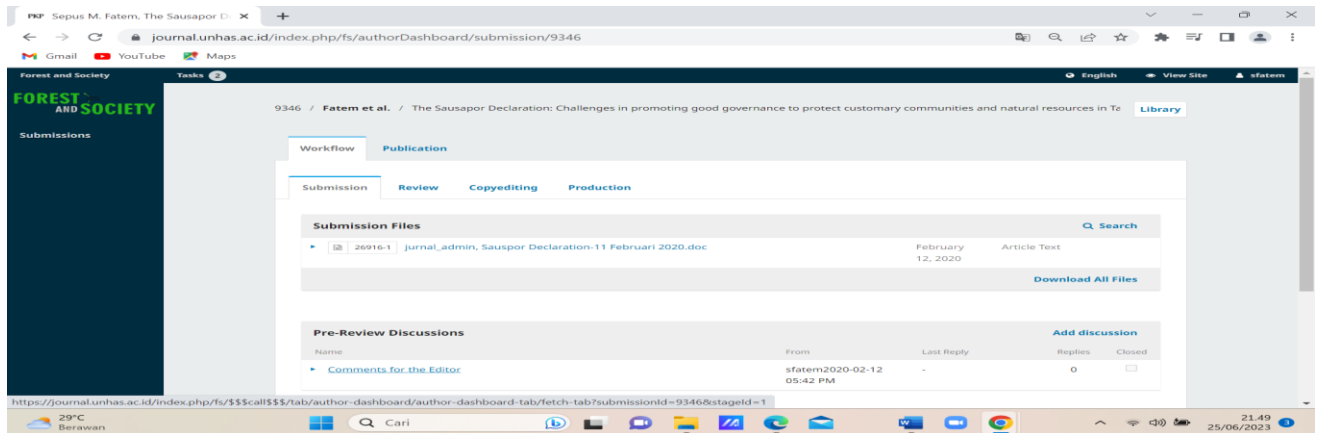 PKP Sepus M. Fatem, The Sausapor D
journal.unhas.ac.id/index.php/fs/authorDashboard/submission/9346
Gmail YouTube Maps
Forest and Society Tasks 2 English View Site sfatem
FOREST AND SOCIETY
9346 / Fatem et al. / The Sausapor Declaration: Challenges in promoting good governance to protect customary communities and natural resources in Ta Library
Submissions
Workflow Publication
Submission Review Copyediting Production
Submission Files Search
26916-1 jurnal_admin, Sauspor Declaration-11 Februari 2020.doc February 12, 2020 Article Text
Download All Files
Pre-Review Discussions Add discussion
Name From Last Reply Replies Closed
Comments for the Editor sfatem2020-02-12 05:42 PM - 0
https://journal.unhas.ac.id/index.php/fs/$$$call$$$/tab/author-dashboard/author-dashboard-tab/fetch-tab?submissionId=9346&stageId=1
29°C Berawan Cari 21.49 25/06/2023 3